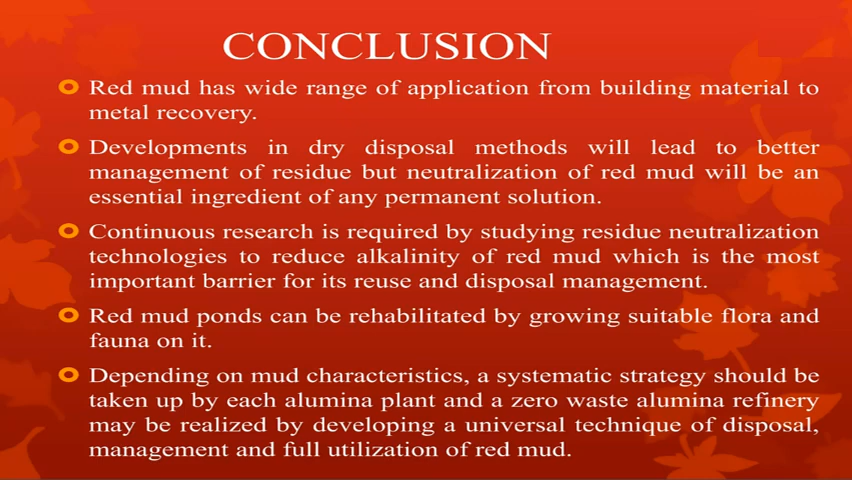 CONCLUSION
Red mud has wide range of application from building material to
metal recovery.
Developments in dry disposal methods will lead to better
management of residue but neutralization of red mud will be an
essential ingredient of any permanent solution.
Continuous research is required by studying residue neutralization
technologies to reduce alkalinity of red mud which is the most
important barrier for its reuse and disposal management.
Red mud ponds can be rehabilitated by growing suitable flora and
fauna on it.
Depending on mud characteristics, a systematic strategy should be
taken up by each alumina plant and a zero waste alumina refinery
may be realized by developing a universal technique of disposal,
management and full utilization of red mud.